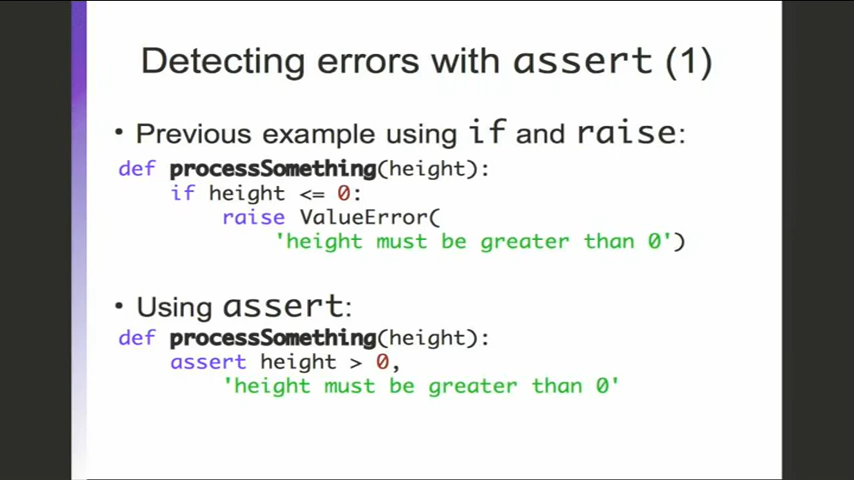 Detecting errors with assert (1)
• Previous example using if and raise:
def processSomething(height):
    if height <= 0:
        raise ValueError(
            'height must be greater than 0')
• Using assert:
def processSomething(height):
    assert height > 0,
        'height must be greater than 0'